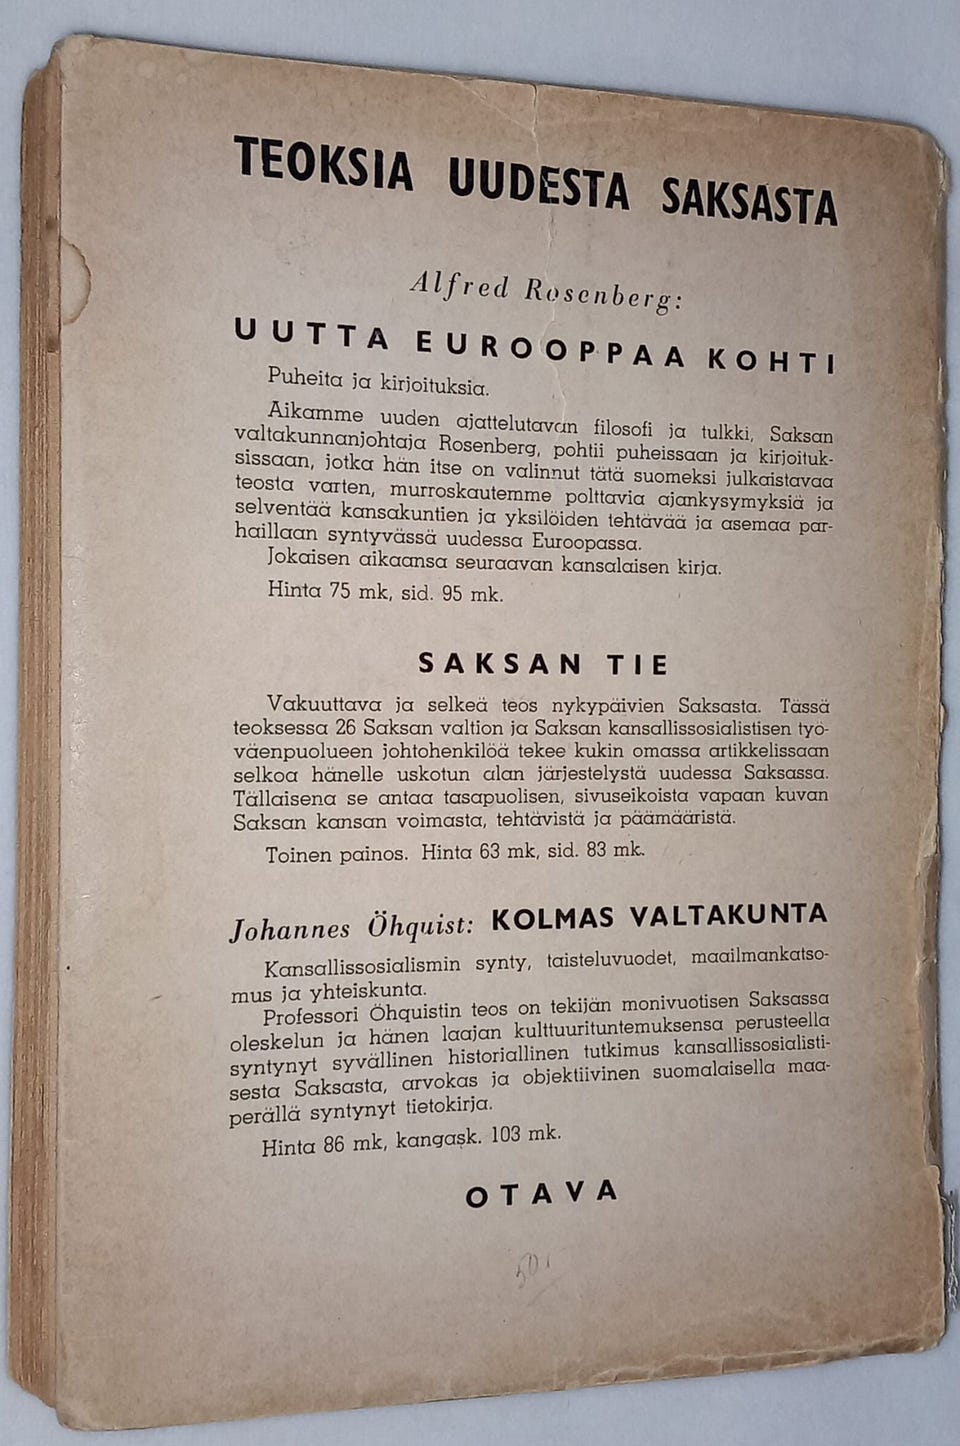 TEOKSIA UUDESTA SAKSASTA
Alfred Rosenberg:
UUTTA EUROOPPAA KOHTI
Puheita ja kirjoituksia.
Aikamme uuden ajattelutavan filosofi ja tulkki, Saksan
valtakunnanjohtaja Rosenberg, pohtii puheissaan ja kirjoituk-
sissaan, jotka hän itse on valinnut tätä suomeksi julkaistavaa
teosta varten, murroskautemme polttavia ajankysymyksiä ja
selventää kansakuntien ja yksilöiden tehtävää ja asemaa par-
haillaan syntyvässä uudessa Euroopassa.
Jokaisen aikaansa seuraavan kansalaisen kirja.
Hinta 75 mk, sid. 95 mk.
SAKSAN TIE
Vakuuttava ja selkeä teos nykypäivien Saksasta. Tässä
teoksessa 26 Saksan valtion ja Saksan kansallissosialistisen työ-
väenpuolueen johtohenkilöä tekee kukin omassa artikkelissaan
selkoa hänelle uskotun alan järjestelystä uudessa Saksassa.
Tällaisena se antaa tasapuolisen, sivuseikoista vapaan kuvan
Saksan kansan voimasta, tehtävistä ja päämääristä.
Toinen painos. Hinta 63 mk, sid. 83 mk.
Johannes Öhquist: KOLMAS VALTAKUNTA
Kansallissosialismin synty, taisteluvuodet, maailmankatso-
mus ja yhteiskunta.
Professori Öhquistin teos on tekijän monivuotisen Saksassa
oleskelun ja hänen laajan kulttuurituntemuksensa perusteella
syntynyt syvällinen historiallinen tutkimus kansallissosialisti-
sesta Saksasta, arvokas ja objektiivinen suomalaisella maa-
perällä syntynyt tietokirja.
Hinta 86 mk, kangask. 103 mk.
OTAVA